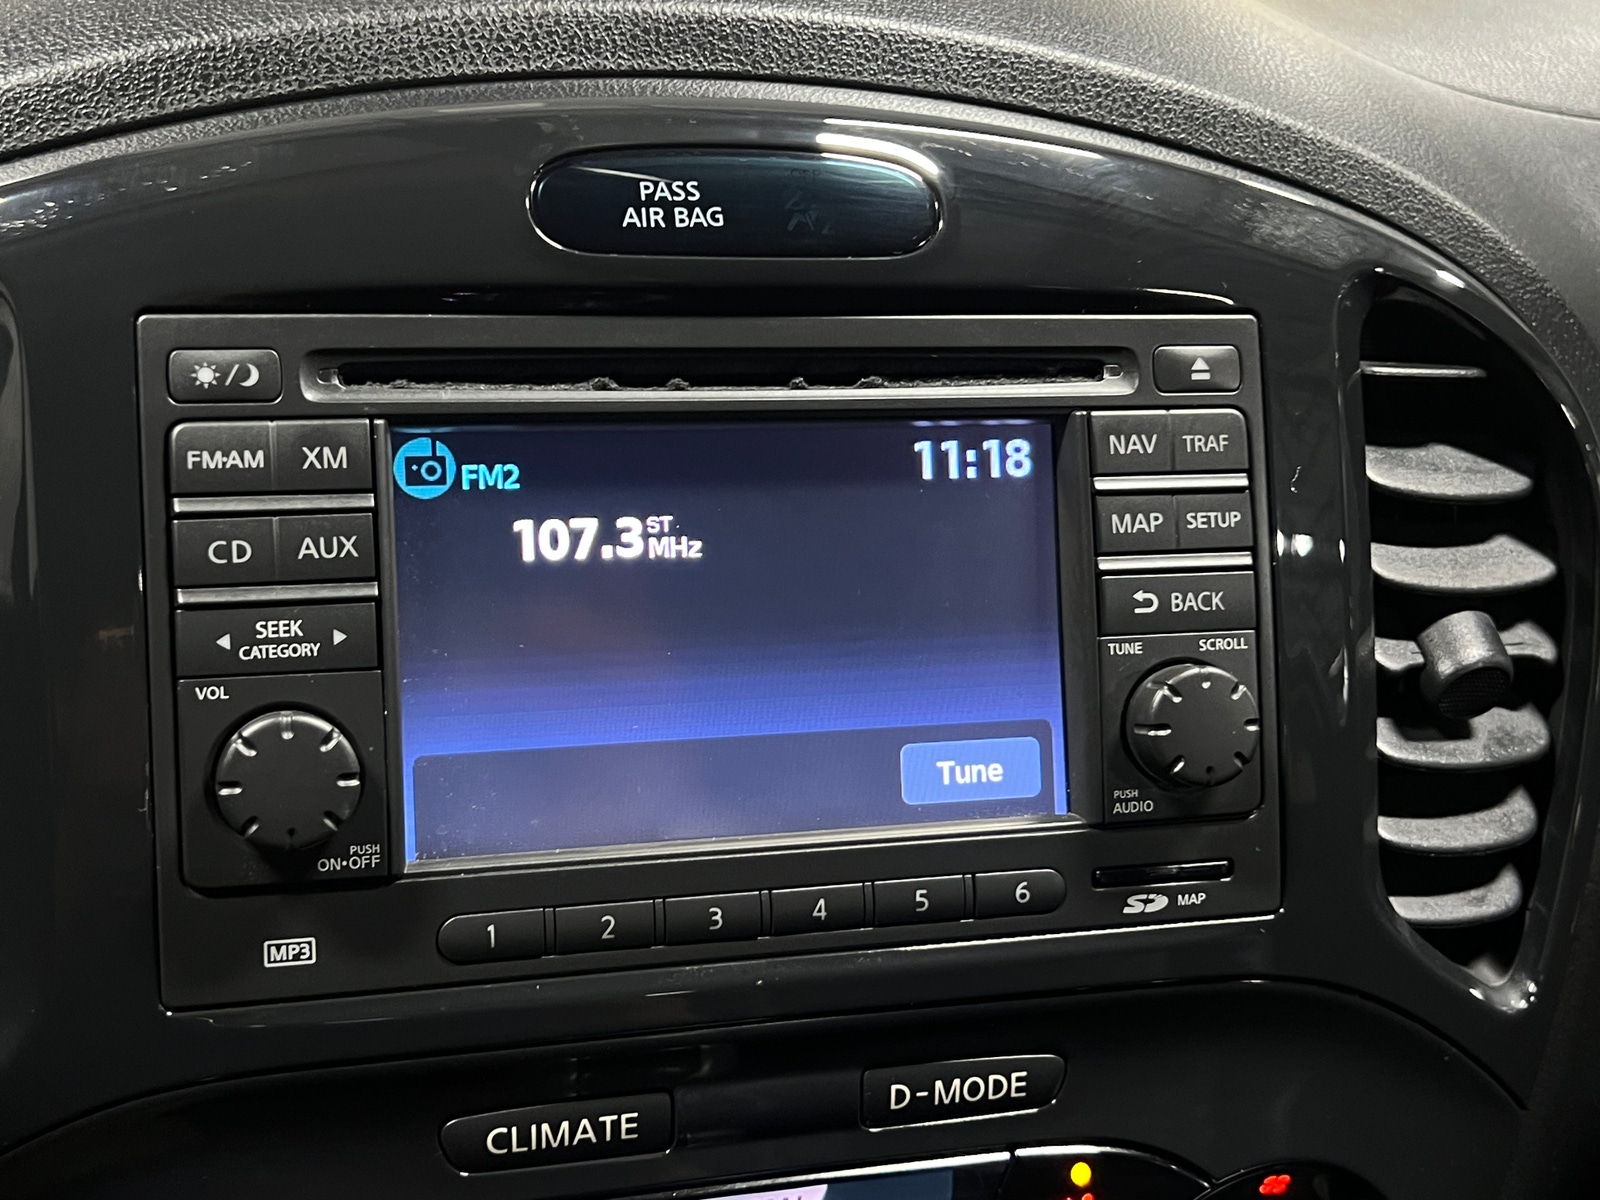 PASS
AIR BAG
FM·AM XM
CD AUX
SEEK
CATEGORY
VOL
PUSH
ON•OFF
MP3
FM2 11:18
107.3 ST
MHz
Tune
NAV TRAF
MAP SETUP
BACK
TUNE SCROLL
PUSH
AUDIO
1 2 3 4 5 6
SD MAP
CLIMATE D-MODE